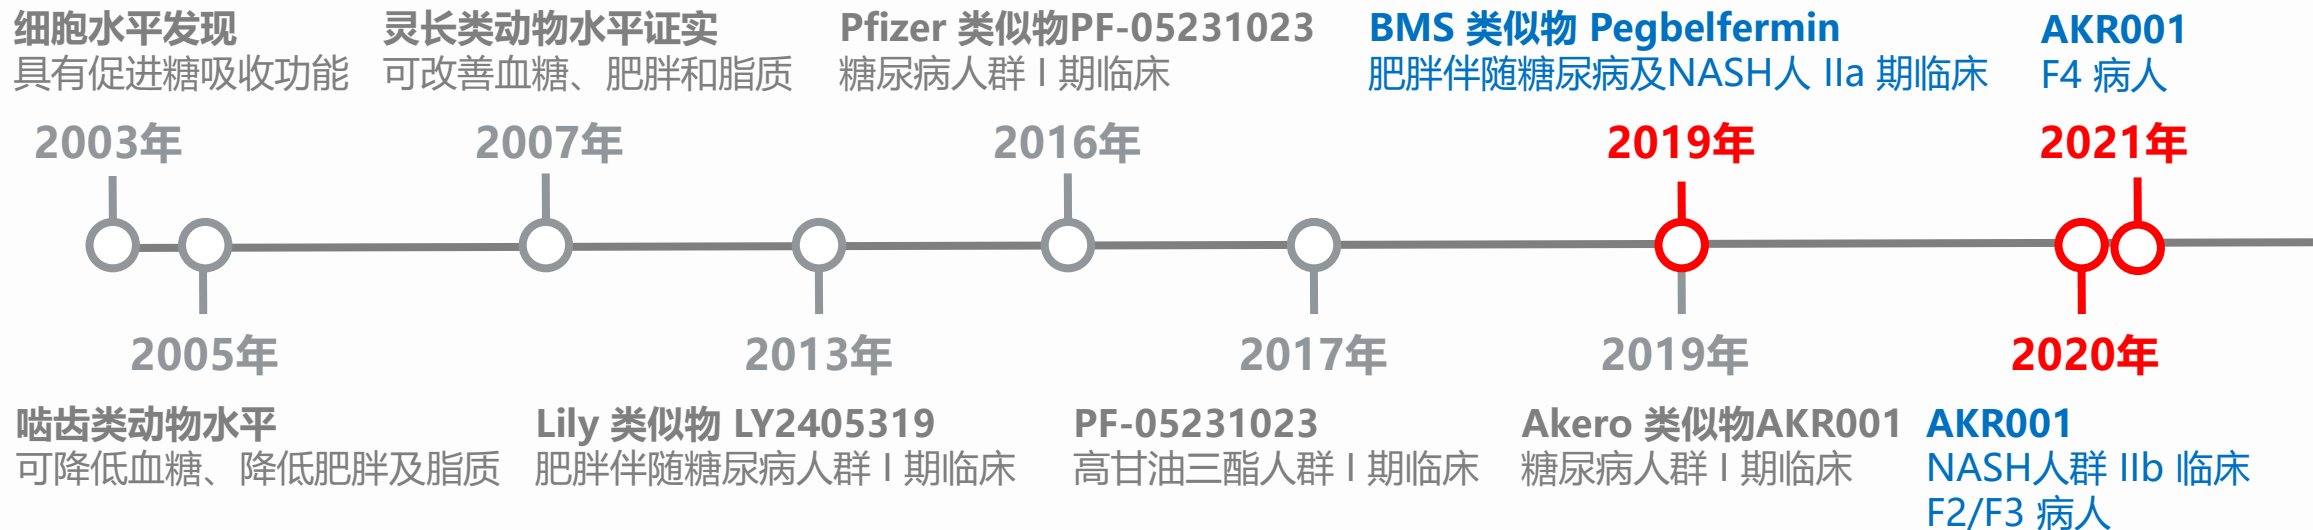 细胞水平发现
具有促进糖吸收功能
灵长类动物水平证实
可改善血糖、肥胖和脂质
Pfizer 类似物PF-05231023
糖尿病人群 I 期临床
BMS 类似物 Pegbelfermin
肥胖伴随糖尿病及NASH人 IIa 期临床
AKR001
F4 病人
2003年
2007年
2016年
2019年
2021年
2005年
2013年
2017年
2019年
2020年
啮齿类动物水平
可降低血糖、降低肥胖及脂质
Lily 类似物 LY2405319
肥胖伴随糖尿病人群 I 期临床
PF-05231023
高甘油三酯人群 I 期临床
Akero 类似物AKR001
糖尿病人群 I 期临床
AKR001
NASH人群 IIb 临床
F2/F3 病人